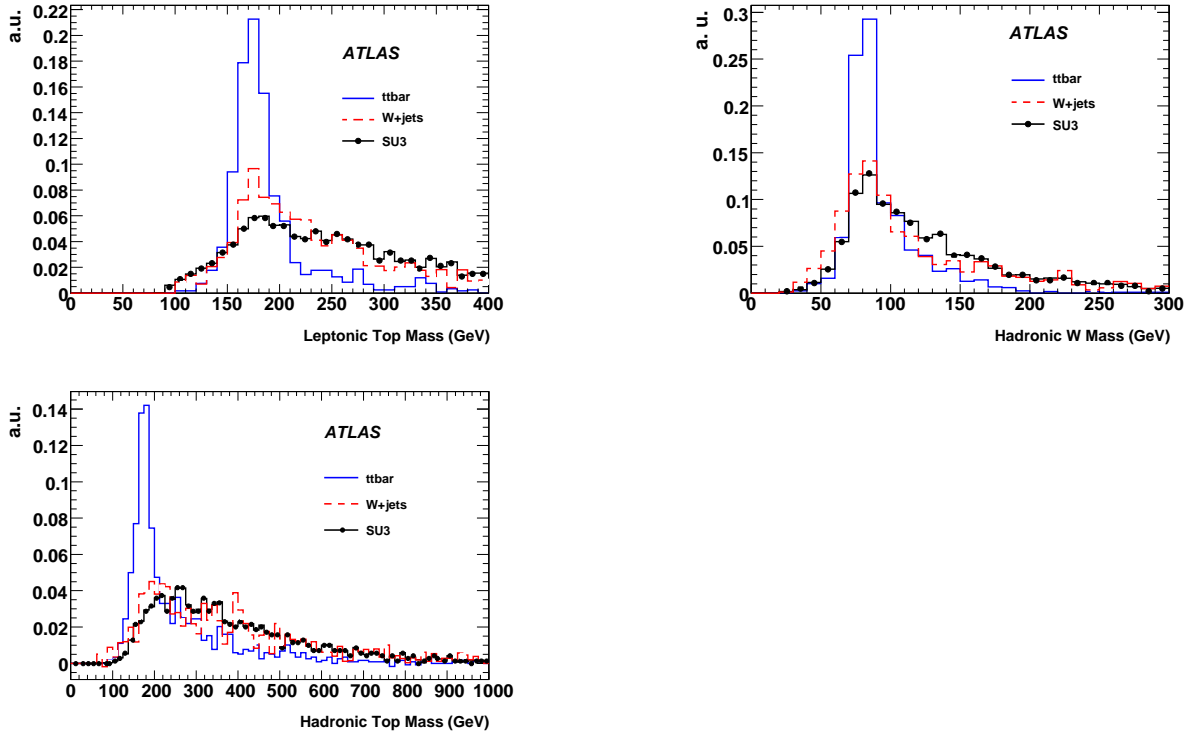 a.u.
0.22
0.2
0.18
0.16
0.14
0.12
0.1
0.08
0.06
0.04
0.02
0
0 50 100 150 200 250 300 350 400
Leptonic Top Mass (GeV)
ATLAS
ttbar
W+jets
SU3
a. u.
0.3
0.25
0.2
0.15
0.1
0.05
0
0 50 100 150 200 250 300
Hadronic W Mass (GeV)
ATLAS
ttbar
W+jets
SU3
a.u.
0.14
0.12
0.1
0.08
0.06
0.04
0.02
0
0 100 200 300 400 500 600 700 800 900 1000
Hadronic Top Mass (GeV)
ATLAS
ttbar
W+jets
SU3